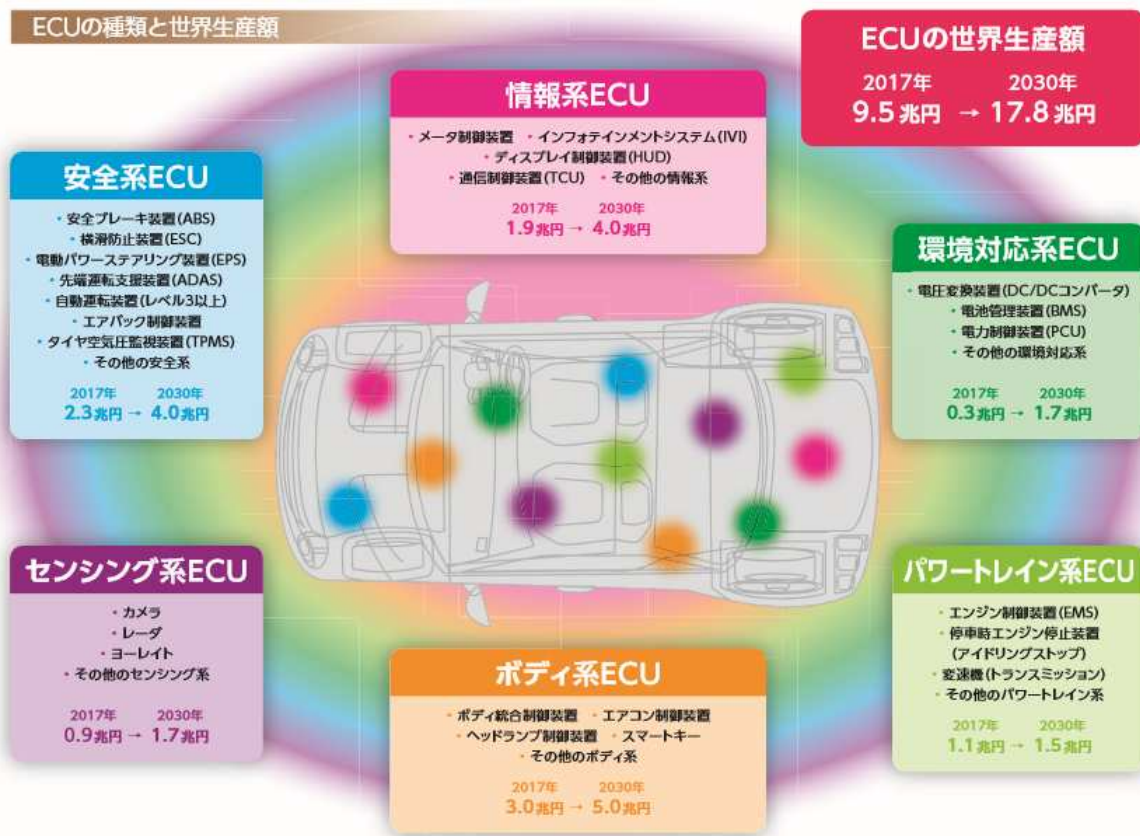 ECUの種類と世界生産額
ECUの世界生産額
2017年 2030年
9.5兆円 → 17.8兆円
情報系ECU
・メータ制御装置 ・インフォテインメントシステム(IVI)
・ディスプレイ制御装置(HUD)
・通信制御装置(TCU) ・その他の情報系
2017年 2030年
1.9兆円 → 4.0兆円
安全系ECU
・安全ブレーキ装置(ABS)
・横滑防止装置(ESC)
・電動パワーステアリング装置(EPS)
・先端運転支援装置(ADAS)
・自動運転装置(レベル3以上)
・エアバック制御装置
・タイヤ空気圧監視装置(TPMS)
・その他の安全系
2017年 2030年
2.3兆円 → 4.0兆円
環境対応系ECU
・電圧変換装置(DC/DCコンバータ)
・電池管理装置(BMS)
・電力制御装置(PCU)
・その他の環境対応系
2017年 2030年
0.3兆円 → 1.7兆円
センシング系ECU
・カメラ
・レーダ
・ヨーレイト
・その他のセンシング系
2017年 2030年
0.9兆円 → 1.7兆円
ボディ系ECU
・ボディ統合制御装置 ・エアコン制御装置
・ヘッドランプ制御装置 ・スマートキー
・その他のボディ系
2017年 2030年
3.0兆円 → 5.0兆円
パワートレイン系ECU
・エンジン制御装置(EMS)
・停車時エンジン停止装置
(アイドリングストップ)
・変速機(トランスミッション)
・その他のパワートレイン系
2017年 2030年
1.1兆円 → 1.5兆円